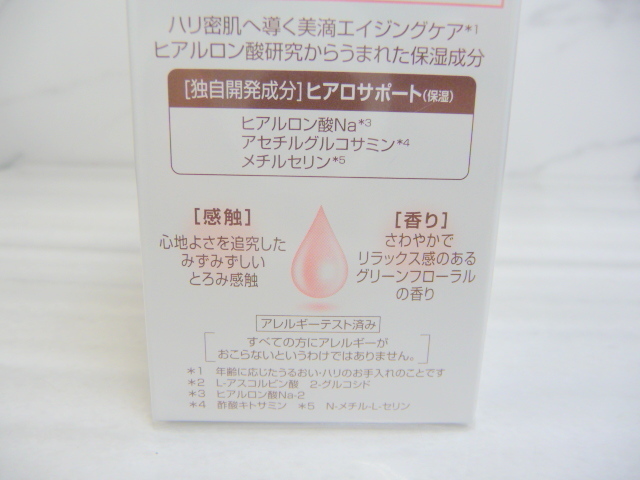 ハリ密肌へ導く美滴エイジングケア*1
ヒアルロン酸研究からうまれた保湿成分
[独自開発成分]ヒアロサポート(保湿)
ヒアルロン酸Na*3
アセチルグルコサミン*4
メチルセリン*5
[感触]
心地よさを追究した
みずみずしい
とろみ感触
[香り]
さわやかで
リラックス感のある
グリーンフローラル
の香り
アレルギーテスト済み
すべての方にアレルギーが
おこらないというわけではありません。
*1 年齢に応じたうるおい・ハリのお手入れのことです
*2 L-アスコルビン酸 2-グルコシド
*3 ヒアルロン酸Na-2
*4 酢酸キトサミン *5 N-メチル-L-セリン